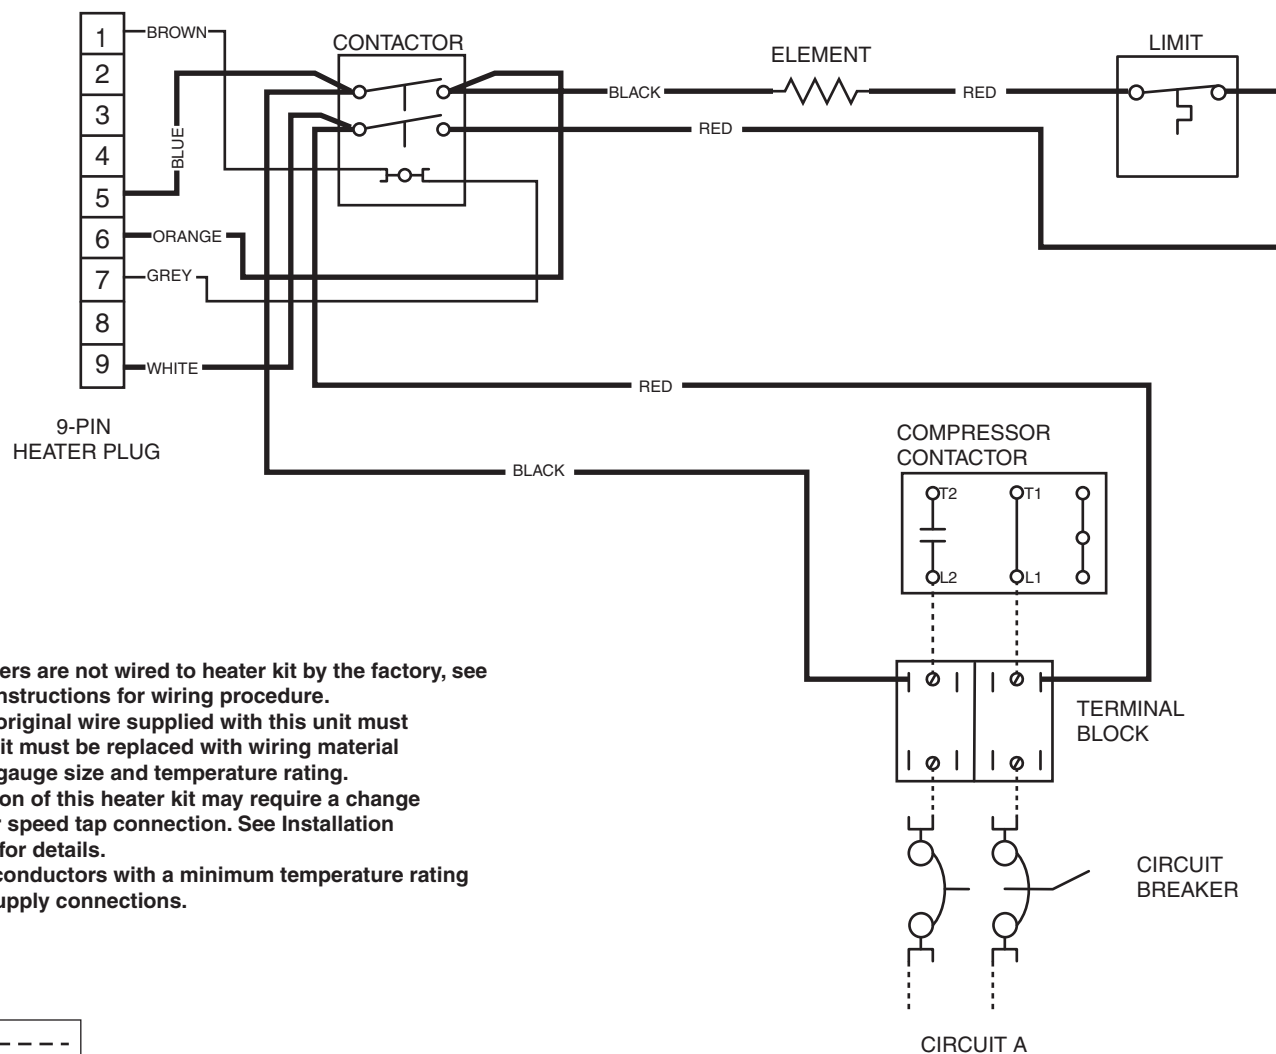 1
2
3
4
5
6
7
8
9
BROWN
BLUE
ORANGE
GREY
WHITE
9-PIN
HEATER PLUG
CONTACTOR
BLACK
ELEMENT
RED
LIMIT
RED
RED
BLACK
COMPRESSOR
CONTACTOR
T2
T1
L2
L1
TERMINAL
BLOCK
CIRCUIT
BREAKER
CIRCUIT A
are not wired to heater kit by the factory, see
for wiring procedure.
original wire supplied with this unit must
it must be replaced with wiring material
gauge size and temperature rating.
of this heater kit may require a change
speed tap connection. See Installation
for details.
conductors with a minimum temperature rating
connections.